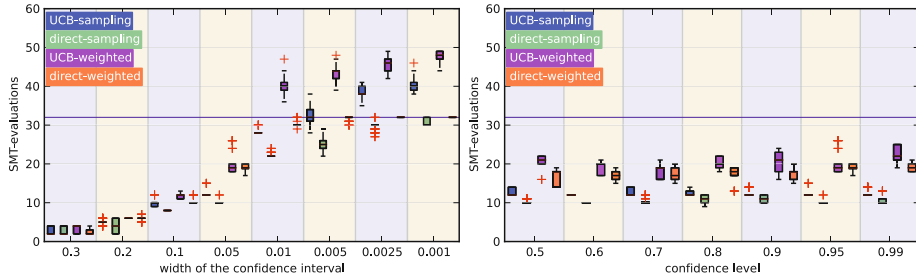 UCB-sampling
direct-sampling
UCB-weighted
direct-weighted
SMT-evaluations
60
50
40
30
20
10
0
0.3 0.2 0.1 0.05 0.01 0.005 0.0025 0.001
width of the confidence interval
UCB-sampling
direct-sampling
UCB-weighted
direct-weighted
SMT-evaluations
60
50
40
30
20
10
0
0.5 0.6 0.7 0.8 0.9 0.95 0.99
confidence level